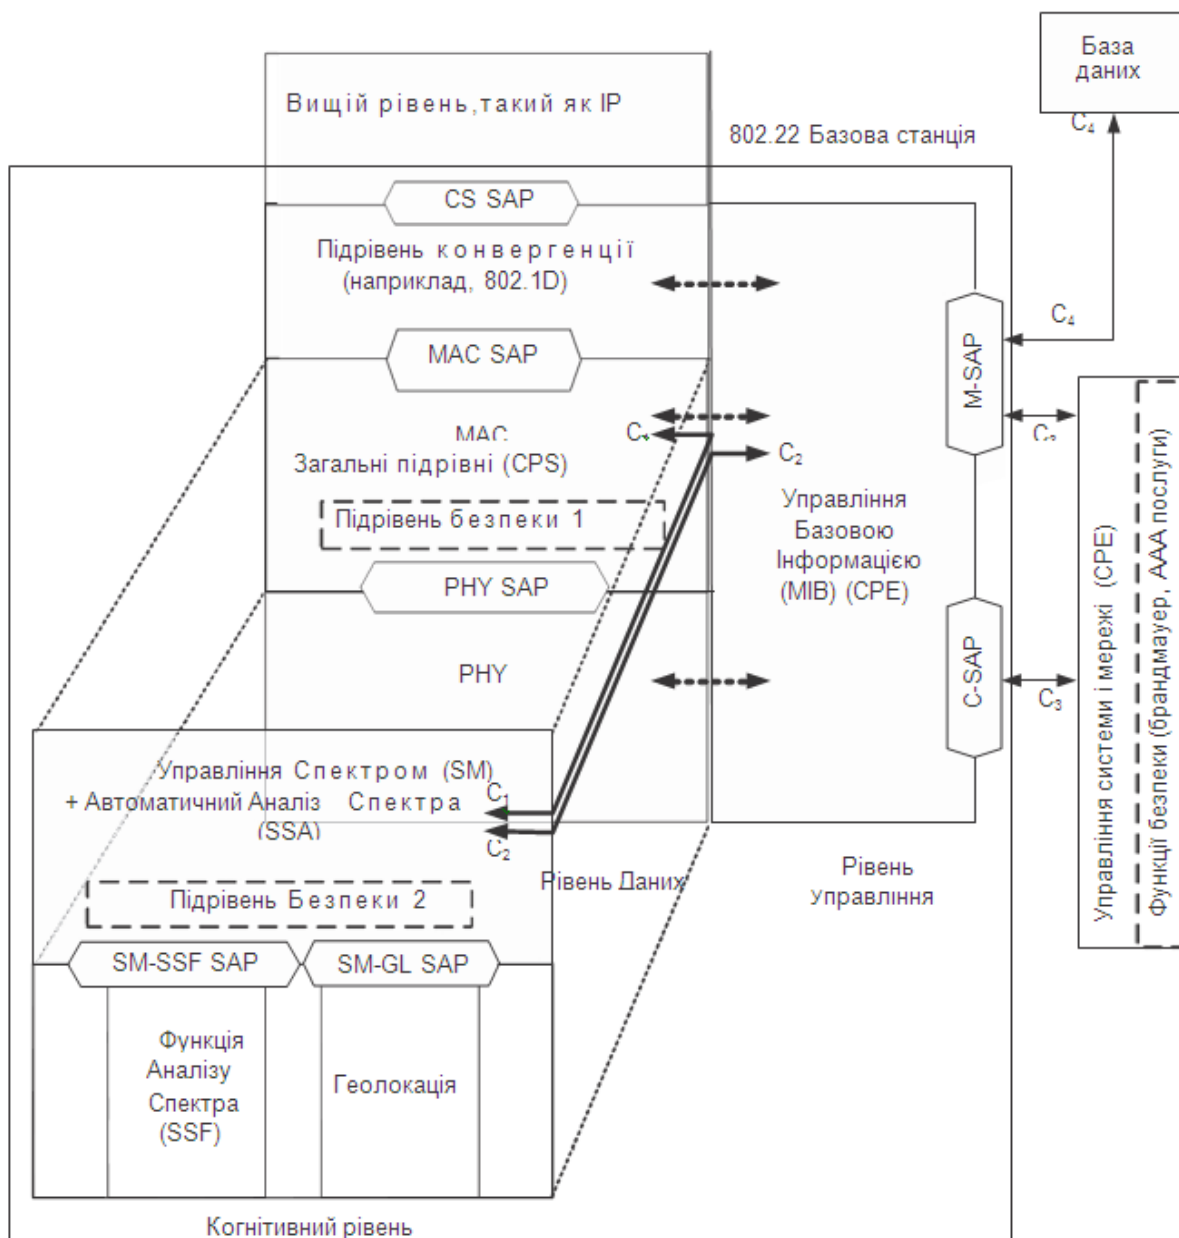 База
даних
C4
Вищій рівень,такий як IP
802.22 Базова станція
CS SAP
Підрівень конвергенції
(наприклад, 802.1D)
C4
MAC SAP
M-SAP
MAC
C2
Загальні підрівні (CPS)
Підрівень безпеки 1
Управління
Базовою
Інформацією
(MIB) (CPE)
PHY SAP
PHY
C-SAP
C3
Управління системи і мережі (CPE)
Функції безпеки (брандмауер, AAA послуги)
Управління Спектром (SM)
+ Автоматичний Аналіз Спектра
(SSA)
C1
C2
Рівень Даних
Рівень
Управління
Підрівень Безпеки 2
SM-SSF SAP
SM-GL SAP
Функція
Аналізу
Спектра
(SSF)
Геолокація
Когнітивний рівень